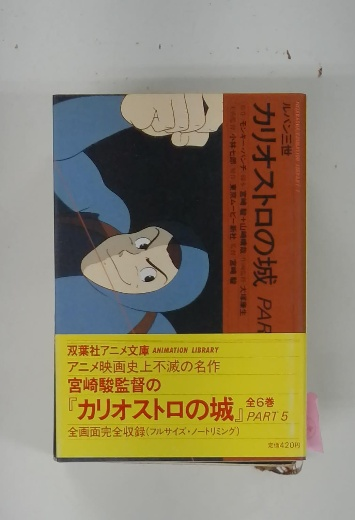 ルパン三世
カリオストロの城 PAR
双葉社アニメ文庫 ANIMATION LIBRARY
アニメ映画史上不滅の名作
宮崎駿監督の
『カリオストロの城』全6巻
PART 5
全画面完全収録(フルサイズ・ノートリミング)
定価420円